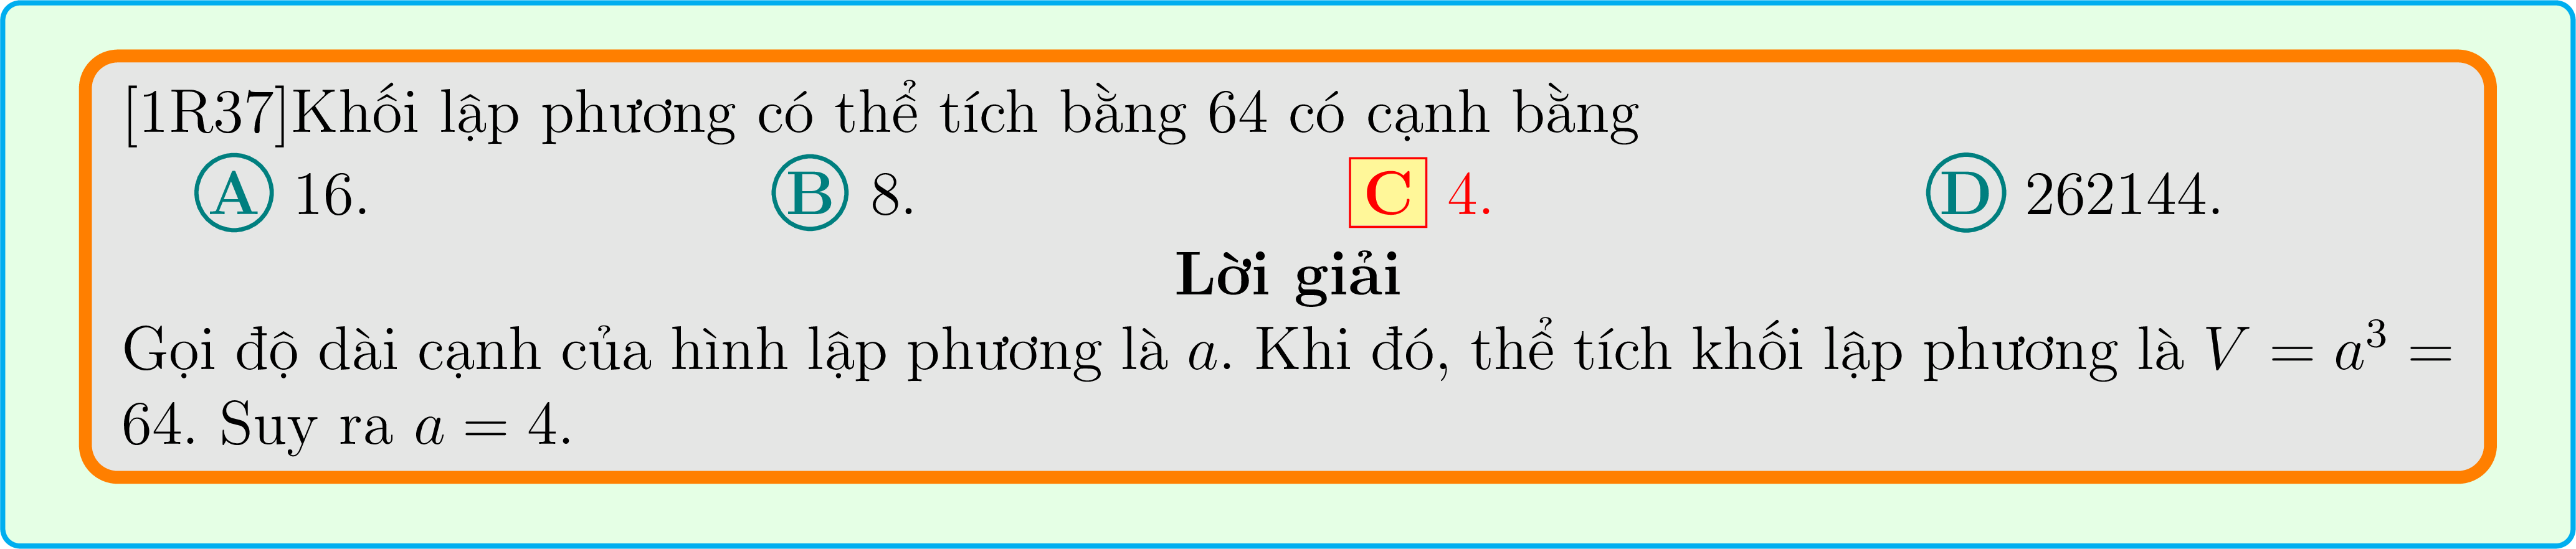 [1R37]Khối lập phương có thể tích bằng 64 có cạnh bằng
A 16. B 8. C 4. D 262144.
Lời giải
Gọi độ dài cạnh của hình lập phương là a. Khi đó, thể tích khối lập phương là V = a³ =
64. Suy ra a = 4.